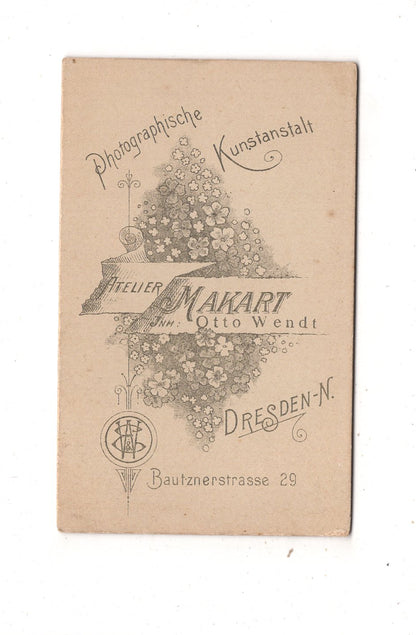 Photographische
Kunstanstalt
ATELIER
MAKART
INH: Otto Wendt
DRESDEN-N.
Bautznerstrasse 29